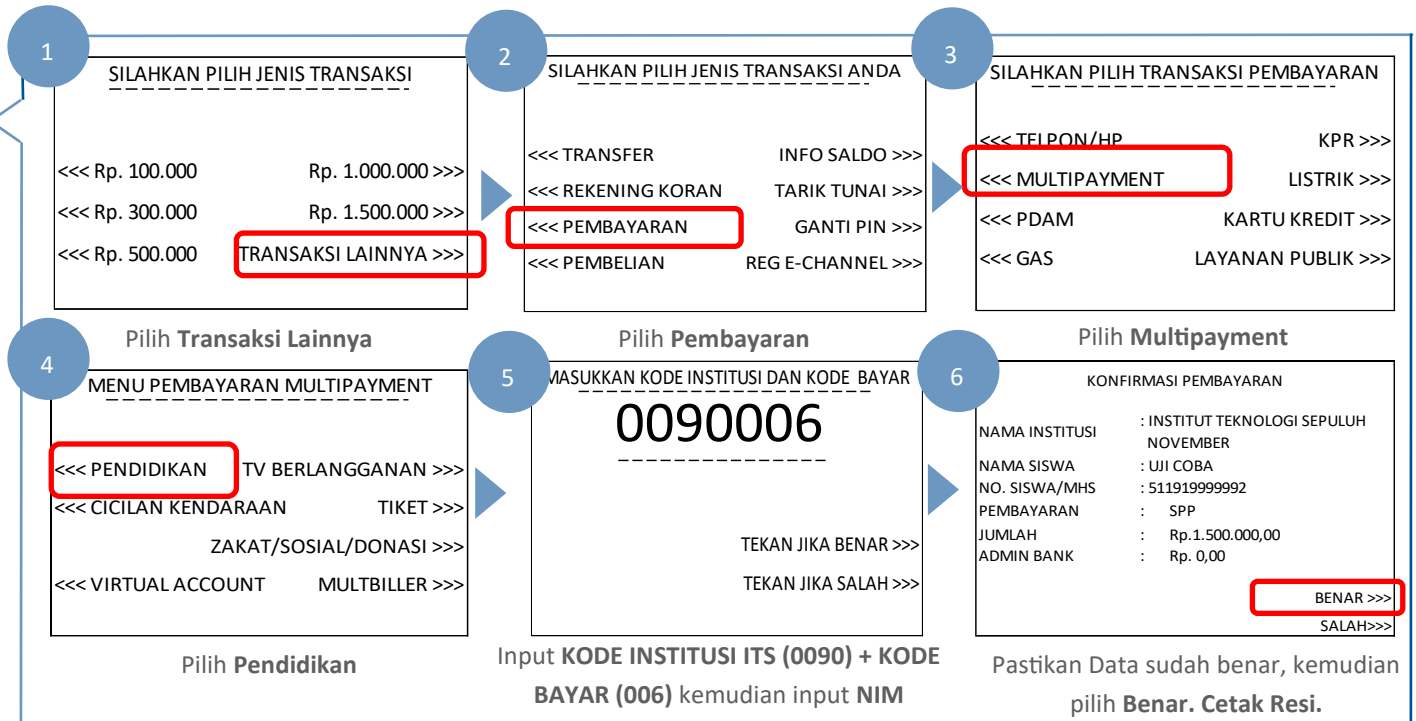 1
SILAHKAN PILIH JENIS TRANSAKSI
<<< Rp. 100.000 Rp. 1.000.000 >>>
<<< Rp. 300.000 Rp. 1.500.000 >>>
<<< Rp. 500.000 TRANSAKSI LAINNYA >>>
Pilih Transaksi Lainnya
2
SILAHKAN PILIH JENIS TRANSAKSI ANDA
<<< TRANSFER INFO SALDO >>>
<<< REKENING KORAN TARIK TUNAI >>>
<<< PEMBAYARAN GANTI PIN >>>
<<< PEMBELIAN REG E-CHANNEL >>>
Pilih Pembayaran
3
SILAHKAN PILIH TRANSAKSI PEMBAYARAN
<<< TELPON/HP KPR >>>
<<< MULTIPAYMENT LISTRIK >>>
<<< PDAM KARTU KREDIT >>>
<<< GAS LAYANAN PUBLIK >>>
Pilih Multipayment
4
MENU PEMBAYARAN MULTIPAYMENT
<<< PENDIDIKAN TV BERLANGGANAN >>>
<<< CICILAN KENDARAAN TIKET >>>
ZAKAT/SOSIAL/DONASI >>>
<<< VIRTUAL ACCOUNT MULTBILLER >>>
Pilih Pendidikan
5
MASUKKAN KODE INSTITUSI DAN KODE BAYAR
0090006
TEKAN JIKA BENAR >>>
TEKAN JIKA SALAH >>>
Input KODE INSTITUSI ITS (0090) + KODE
BAYAR (006) kemudian input NIM
6
KONFIRMASI PEMBAYARAN
NAMA INSTITUSI : INSTITUT TEKNOLOGI SEPULUH
NOVEMBER
NAMA SISWA : UJI COBA
NO. SISWA/MHS : 511919999992
PEMBAYARAN : SPP
JUMLAH : Rp.1.500.000,00
ADMIN BANK : Rp. 0,00
BENAR >>>
SALAH>>>
Pastikan Data sudah benar, kemudian
pilih Benar. Cetak Resi.